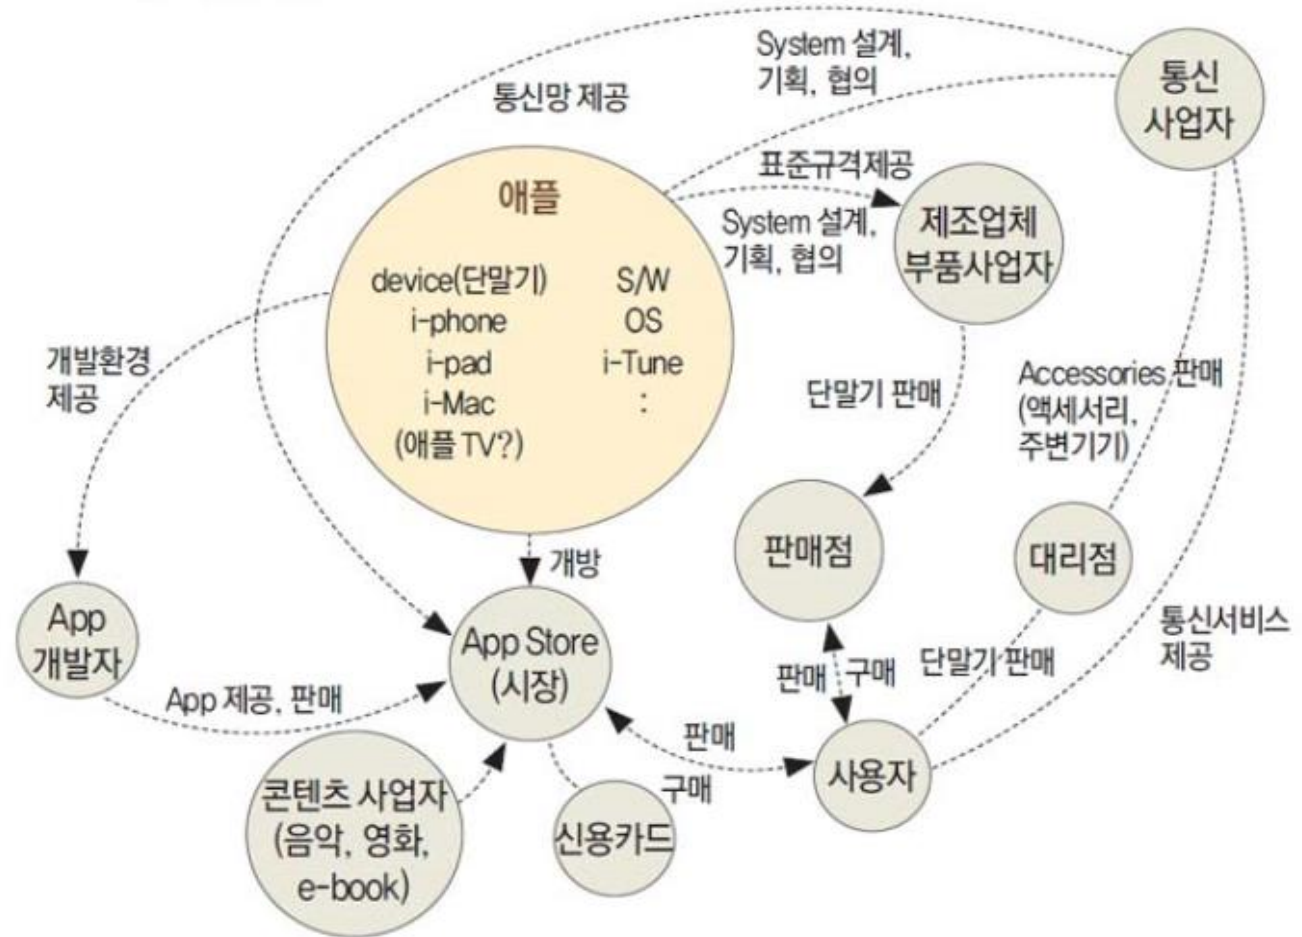 System 설계,
기획, 협의
통신
사업자
통신망 제공
표준규격제공
애플
System 설계,
기획, 협의
제조업체
부품사업자
device(단말기)
i-phone
i-pad
i-Mac
(애플 TV?)
S/W
OS
i-Tune
:
개발환경
제공
단말기 판매
Accessories 판매
(액세서리,
주변기기)
판매점
대리점
개방
App
개발자
App Store
(시장)
통신서비스
제공
판매 구매
단말기 판매
App 제공, 판매
판매
구매
사용자
콘텐츠 사업자
(음악, 영화,
e-book)
신용카드